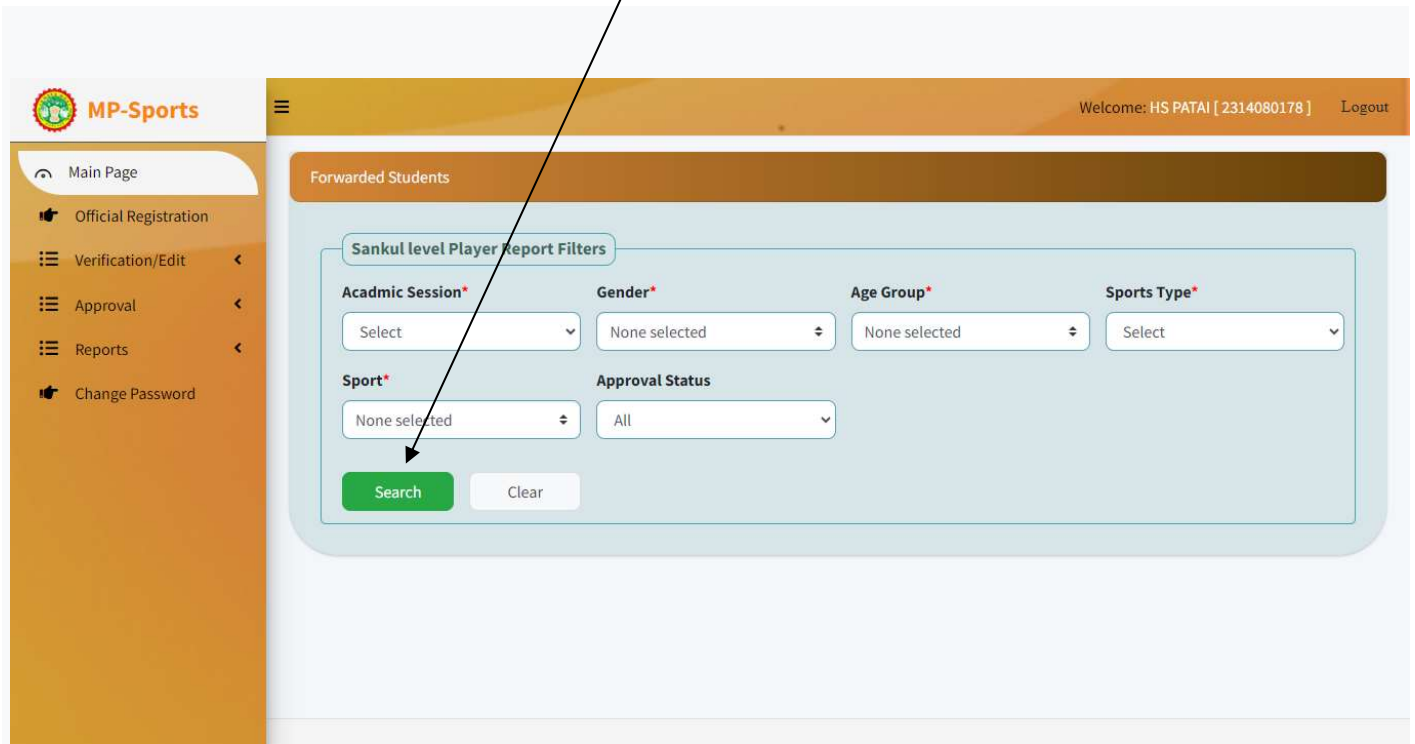 MP-Sports
Welcome: HS PATAI [ 2314080178 ] Logout
Main Page
Official Registration
Verification/Edit
Approval
Reports
Change Password
Forwarded Students
Sankul level Player Report Filters
Acadmic Session* Gender* Age Group* Sports Type*
Select None selected None selected Select
Sport* Approval Status
None selected All
Search Clear